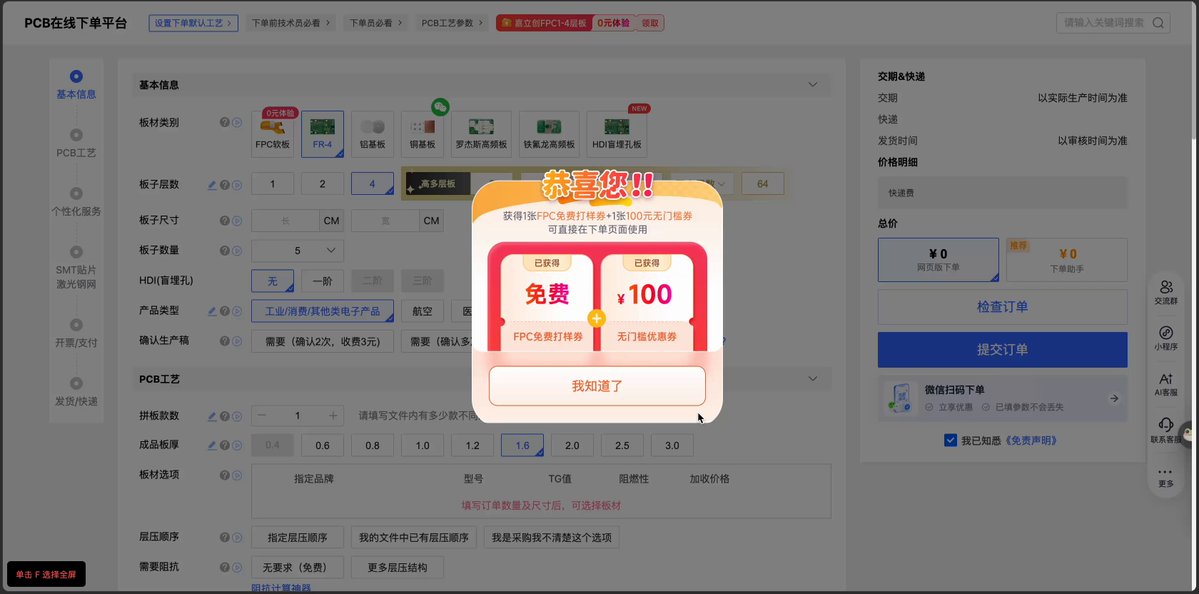 PCB在线下单平台
设置下单默认工艺 >
下单前技术员必看 >
下单员必看 >
PCB工艺参数 >
嘉立创FPC1-4层板 0元体验 领取
请输入关键词搜索
基本信息
PCB工艺
个性化服务
SMT贴片
激光钢网
开票/支付
发货/快递
基本信息
板材类别
0元体验
FPC软板
FR-4
铝基板
铜基板
罗杰斯高频板
铁氟龙高频板
NEW
HDI盲埋孔板
板子层数
1
2
4
高多层板
64
板子尺寸
长 CM
宽 CM
板子数量
5
HDI(盲埋孔)
无
一阶
二阶
三阶
产品类型
工业/消费/其他类电子产品
航空
医
确认生产稿
需要（确认2次，收费3元）
需要（确认多
PCB工艺
拼板款数
− 1 +
请填写文件内有多少款不同
成品板厚
0.4
0.6
0.8
1.0
1.2
1.6
2.0
2.5
3.0
板材选项
指定品牌
型号
TG值
阻燃性
加收价格
填写订单数量及尺寸后，可选择板材
层压顺序
指定层压顺序
我的文件中已有层压顺序
我是采购我不清楚这个选项
需要阻抗
无要求（免费）
更多层压结构
阻抗计算神器
恭喜您!!
获得1张FPC免费打样券+1张100元无门槛券
可直接在下单页面使用
已获得
免费
FPC免费打样券
+
已获得
¥100
无门槛优惠券
我知道了
交期&快递
交期 以实际生产时间为准
快递
发货时间 以审核时间为准
价格明细
快递费
总价
¥ 0
网页版下单
推荐
¥ 0
下单助手
检查订单
提交订单
微信扫码下单
立享优惠 已填参数不会丢失
我已知悉《免责声明》
交流群
小程序
AI客服
联系客服
更多
单击 F 选择全屏